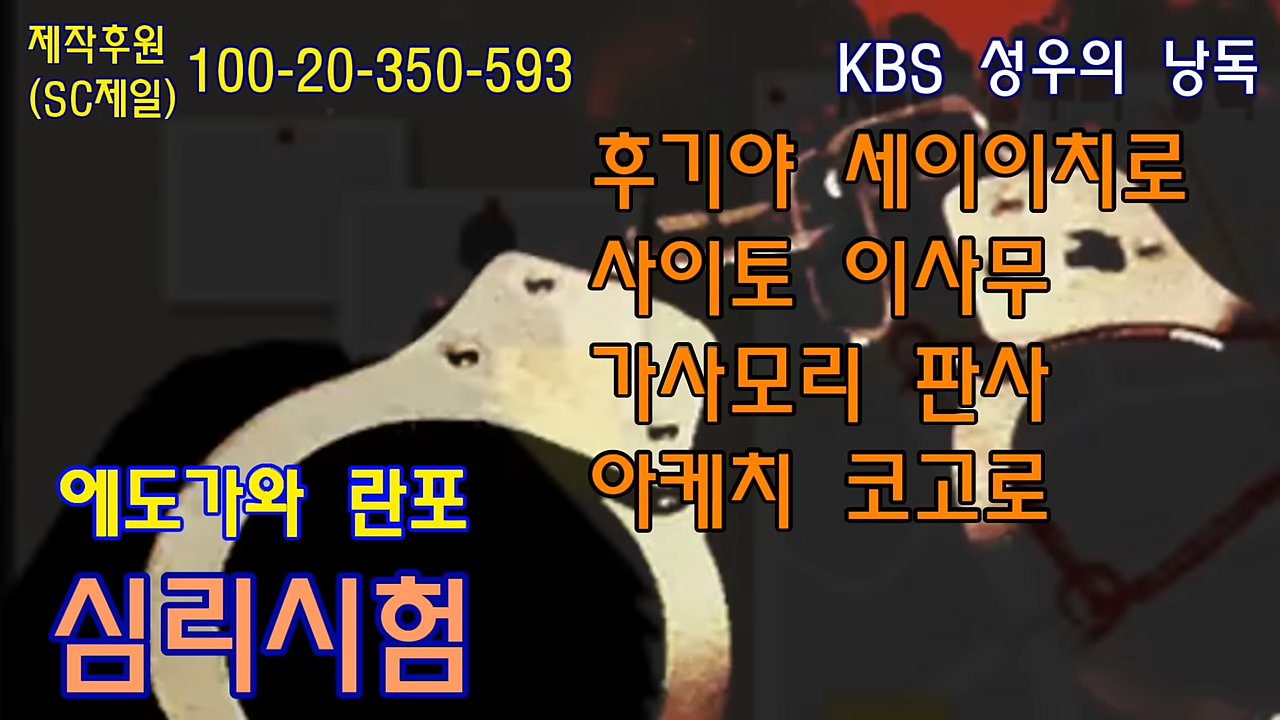 제작후원
(SC제일)
100-20-350-593
KBS 성우의 낭독
후기야 세이이치로
사이토 이사무
가사모리 판사
아케치 코고로
에도가와 란포
심리시험